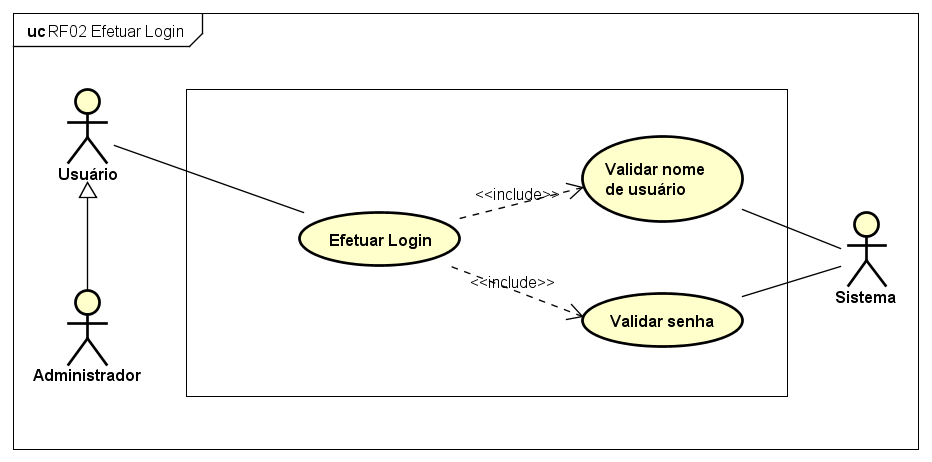 uc RF02 Efetuar Login
Usuário
Administrador
Efetuar Login
<<include>>
<<include>>
Validar nome
de usuário
Validar senha
Sistema